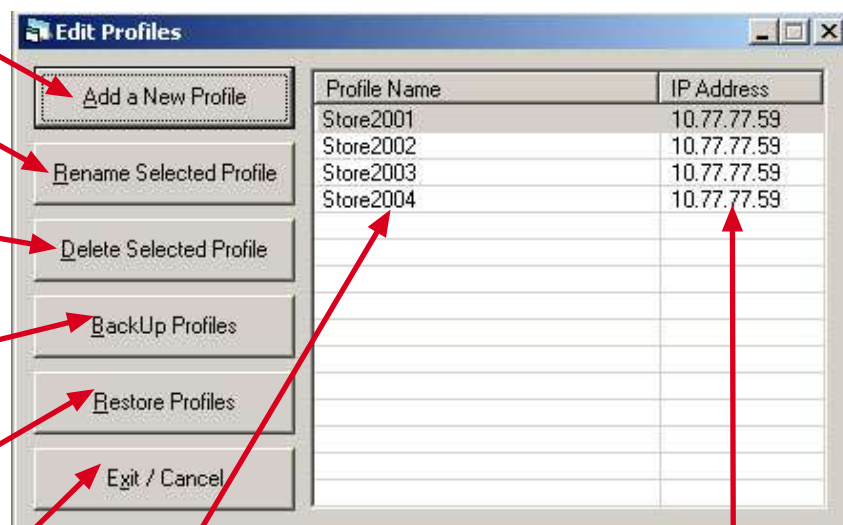 Edit Profiles
Add a New Profile
Rename Selected Profile
Delete Selected Profile
BackUp Profiles
Restore Profiles
Exit / Cancel
Profile Name IP Address
Store2001 10.77.77.59
Store2002 10.77.77.59
Store2003 10.77.77.59
Store2004 10.77.77.59